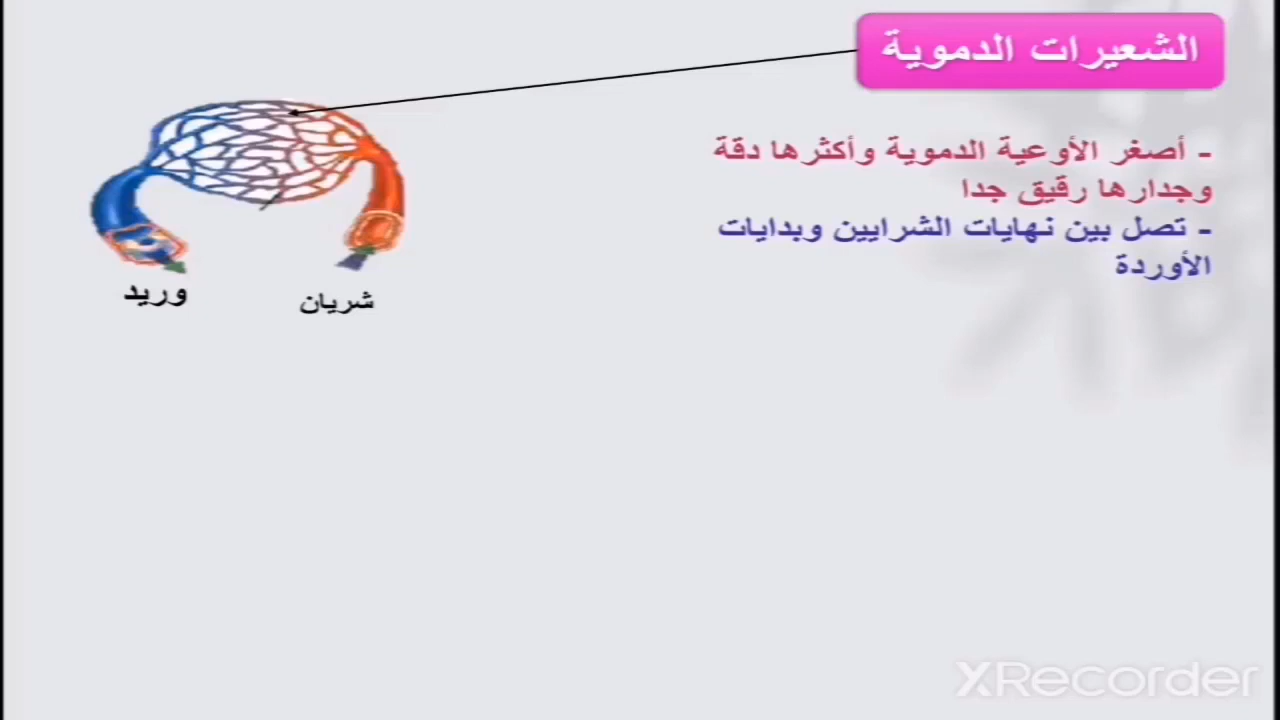 الشعيرات الدموية
- أصغر الأوعية الدموية وأكثرها دقة
وجدارها رقيق جدا
- تصل بين نهايات الشرايين وبدايات
الأوردة
شريان
وريد
XRecorder